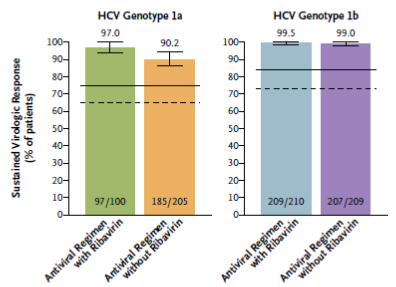 HCV Genotype 1a
97.0
90.2
100
90
80
70
60
50
40
30
20
10
0
Sustained Virologic Response
(% of patients)
97/100
185/205
Antiviral Regimen
with Ribavirin
Antiviral Regimen
without Ribavirin
HCV Genotype 1b
99.5
99.0
100
90
80
70
60
50
40
30
20
10
0
209/210
207/209
Antiviral Regimen
with Ribavirin
Antiviral Regimen
without Ribavirin